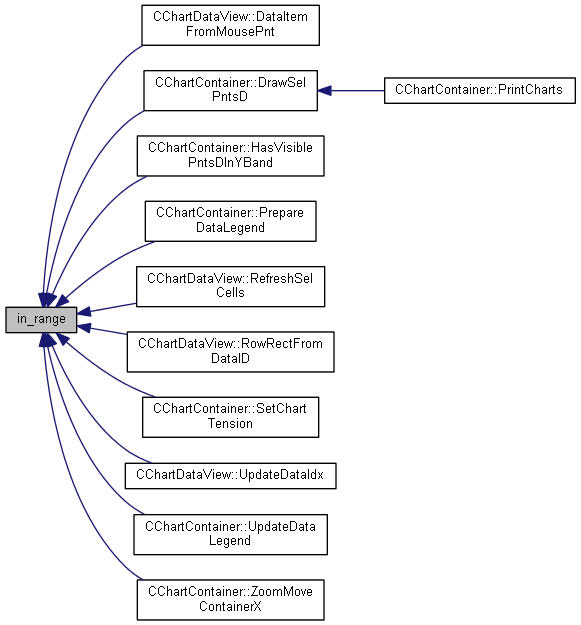 CChartDataView::DataItem
FromMousePnt
CChartContainer::DrawSel
PntsD
CChartContainer::PrintCharts
CChartContainer::HasVisible
PntsDInYBand
CChartContainer::Prepare
DataLegend
CChartDataView::RefreshSel
Cells
in_range
CChartDataView::RowRectFrom
DataID
CChartContainer::SetChart
Tension
CChartDataView::UpdateDataIdx
CChartContainer::UpdateData
Legend
CChartContainer::ZoomMove
ContainerX